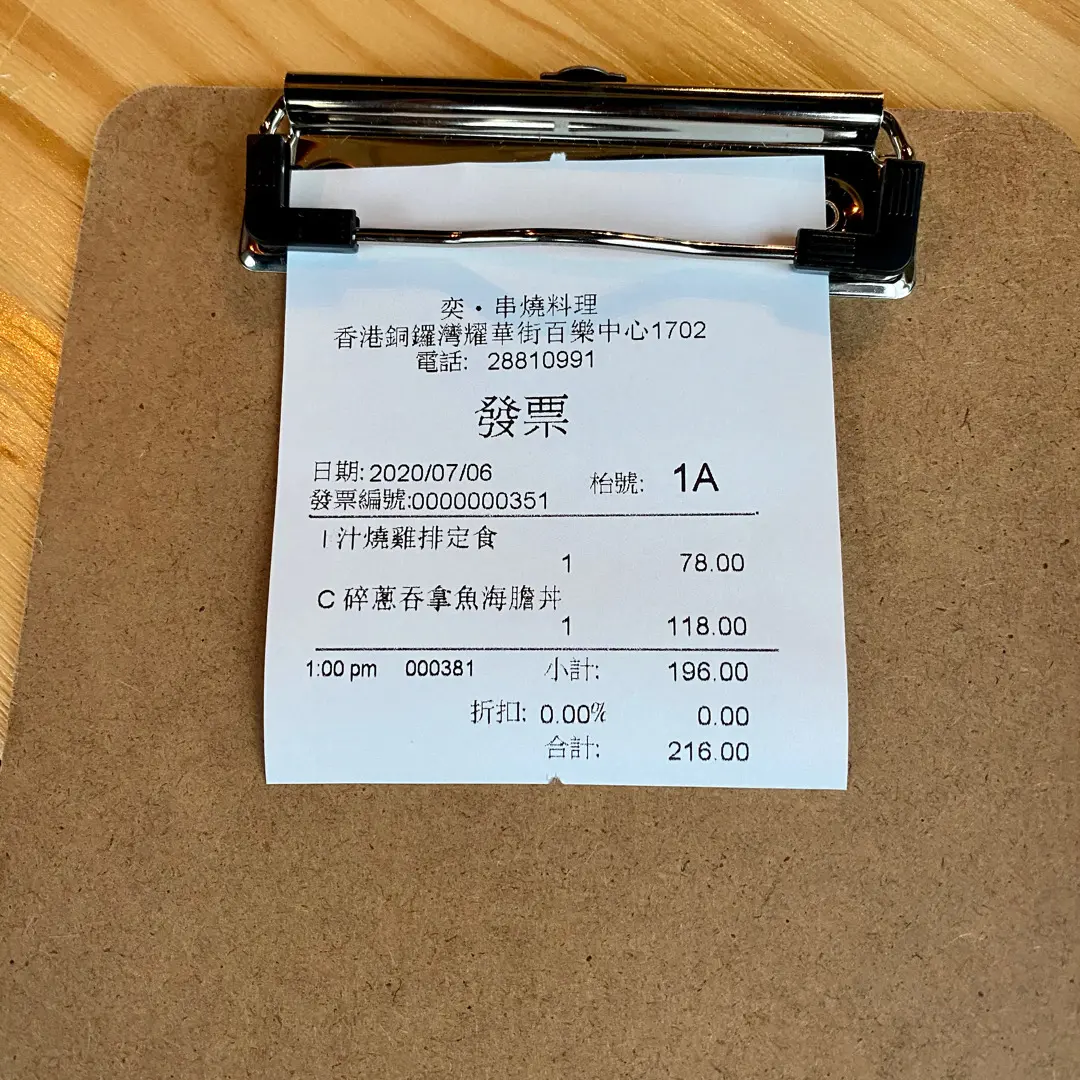 奕・串燒料理
香港銅鑼灣耀華街百樂中心1702
電話: 28810991
發票
日期: 2020/07/06
枱號: 1A
發票編號:0000000351
I 汁燒雞排定食
1 78.00
C 碎蔥吞拿魚海膽丼
1 118.00
1:00 pm 000381 小計: 196.00
折扣: 0.00% 0.00
合計: 216.00